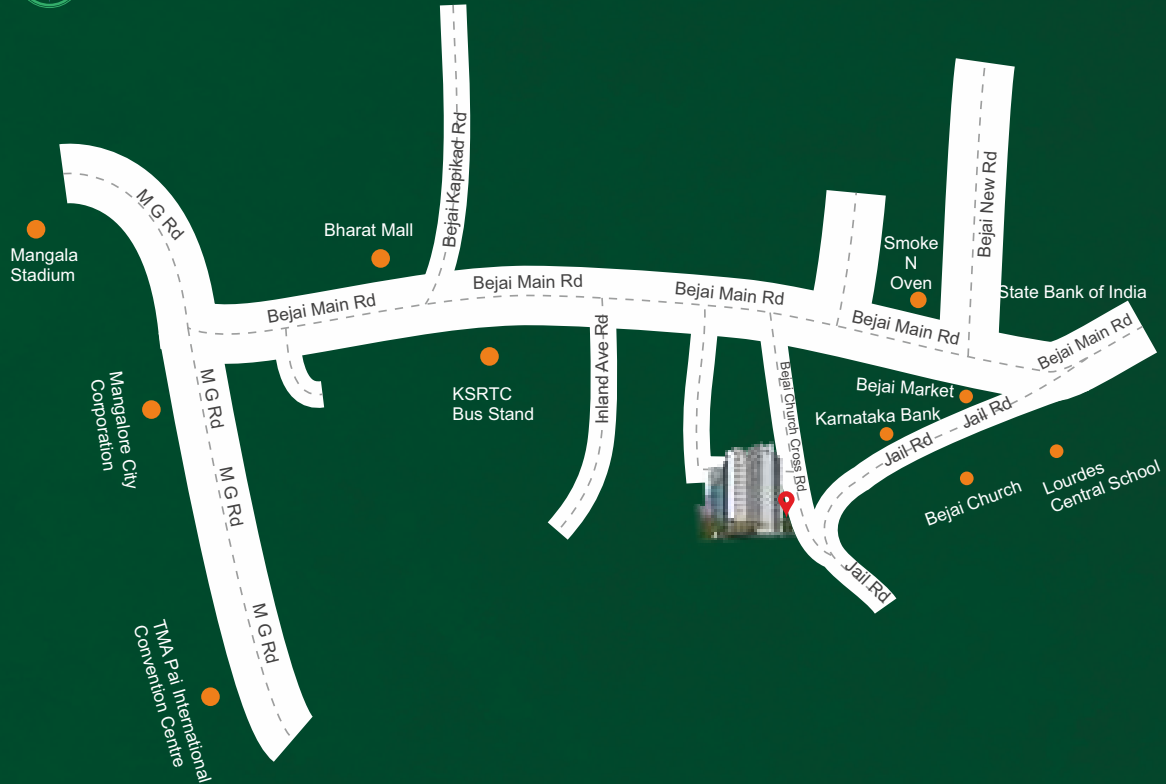 Bejai Kapikad Rd
M G Rd
Mangala
Stadium
Bharat Mall
Bejai New Rd
Smoke
N
Oven
State Bank of India
Bejai Main Rd
Bejai Main Rd
Bejai Main Rd
Bejai Main Rd
Bejai Main Rd
Inland Ave Rd
KSRTC
Bus Stand
Bejai Church Cross Rd
Bejai Market
Karnataka Bank
Jail Rd
Jail Rd
Bejai Church
Lourdes
Central School
Jail Rd
Mangalore City
Corporation
M G Rd
M G Rd
M G Rd
TMA Pai International
Convention Centre